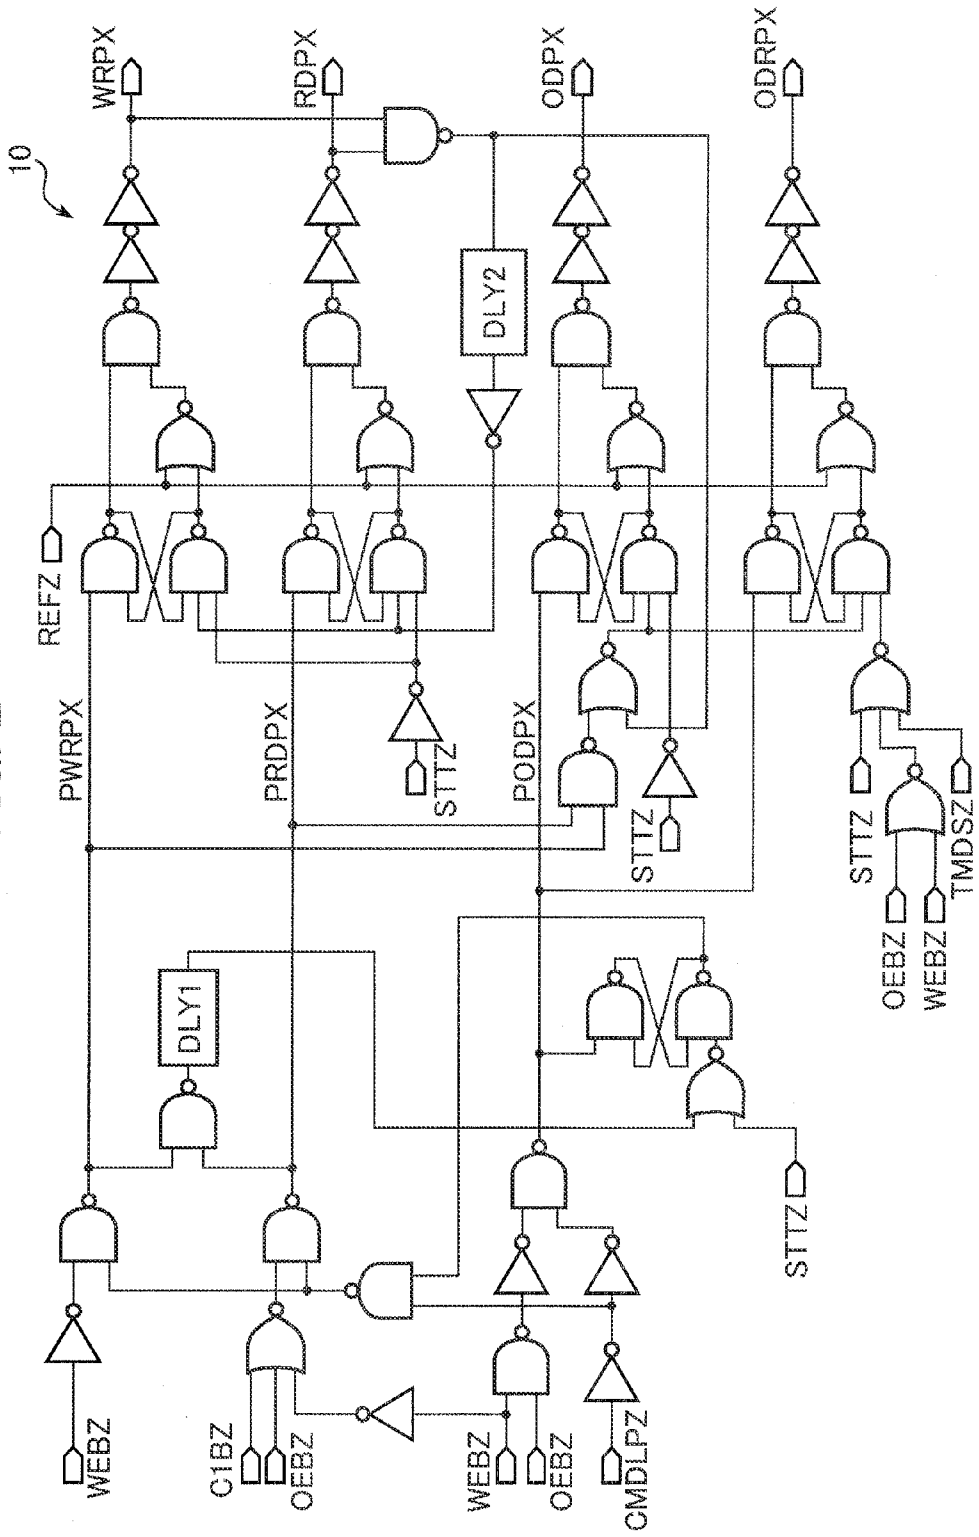 10
WRPX
RDPX
ODPX
ODRPX
DLY2
REFZ
PWRPX
PRDPX
STTZ
PODPX
STTZ
STTZ
OEBZ
WEBZ
TMDSZ
DLY1
STTZ
WEBZ
C1BZ
OEBZ
WEBZ
OEBZ
CMDLPZ